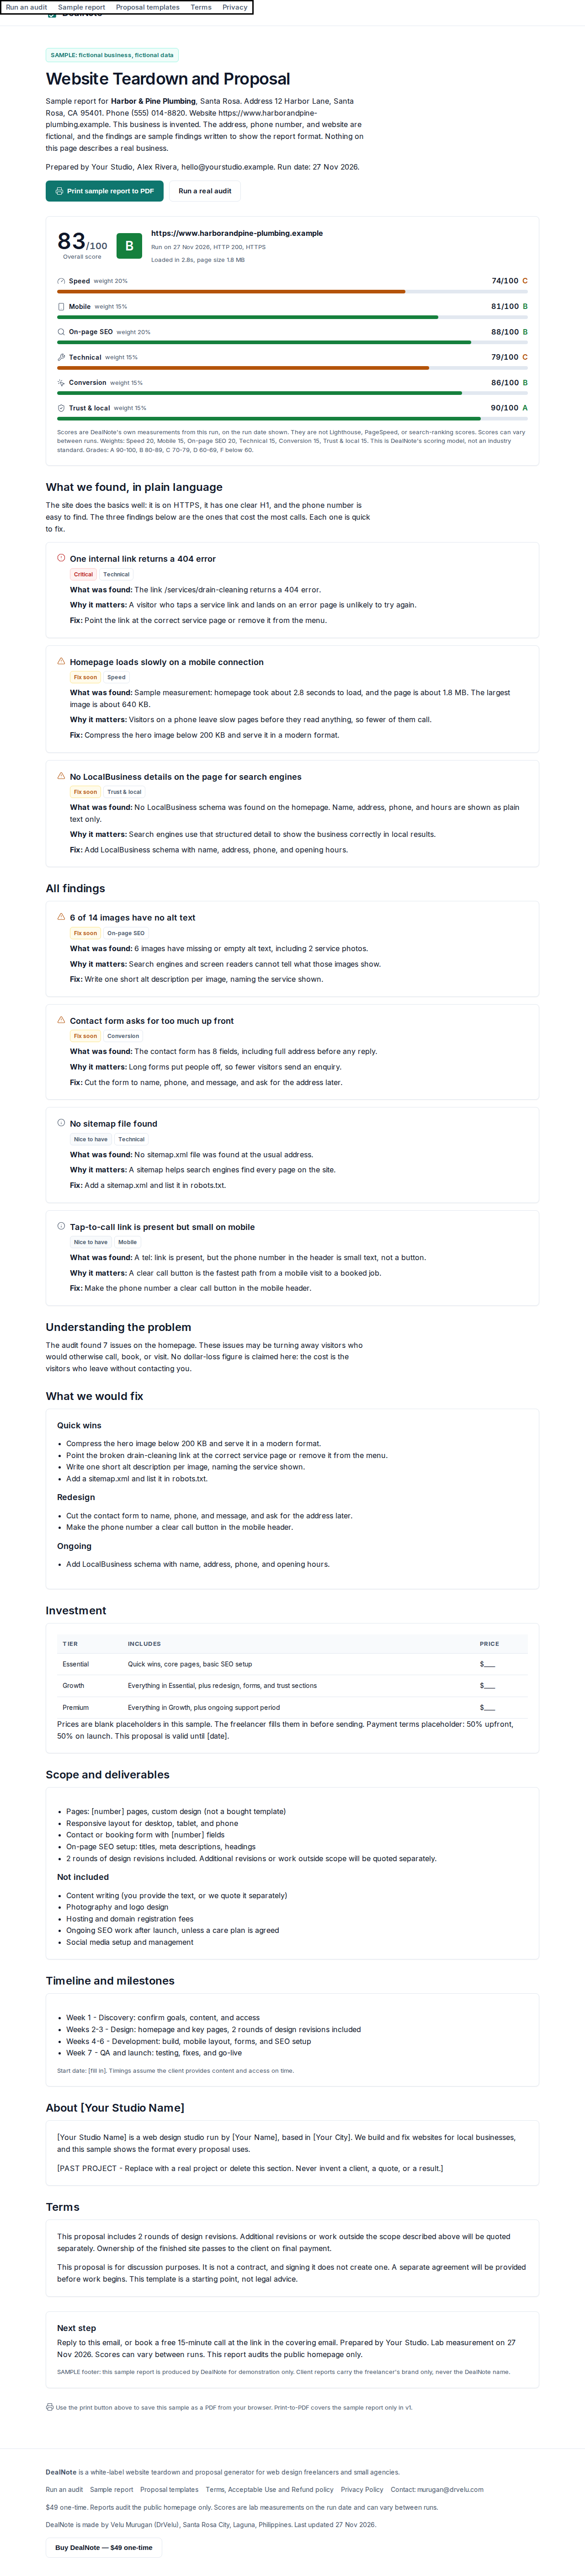 Run an audit Sample report Proposal templates Terms Privacy
SAMPLE: fictional business, fictional data
Website Teardown and Proposal
Sample report for Harbor & Pine Plumbing, Santa Rosa. Address 12 Harbor Lane, Santa
Rosa, CA 95401. Phone (555) 014-8820. Website https://www.harborandpine-
plumbing.example. This business is invented. The address, phone number, and website are
fictional, and the findings are sample findings written to show the report format. Nothing on
this page describes a real business.
Prepared by Your Studio, Alex Rivera, hello@yourstudio.example. Run date: 27 Nov 2026.
Print sample report to PDF Run a real audit
83/100
Overall score
B
https://www.harborandpine-plumbing.example
Run on 27 Nov 2026, HTTP 200, HTTPS
Loaded in 2.8s, page size 1.8 MB
Speed weight 20% 74/100 C
Mobile weight 15% 81/100 B
On-page SEO weight 20% 88/100 B
Technical weight 15% 79/100 C
Conversion weight 15% 86/100 B
Trust & local weight 15% 90/100 A
Scores are DealNote's own measurements from this run, on the run date shown. They are not Lighthouse, PageSpeed, or search-ranking scores. Scores can vary
between runs. Weights: Speed 20, Mobile 15, On-page SEO 20, Technical 15, Conversion 15, Trust & local 15. This is DealNote's scoring model, not an industry
standard. Grades: A 90-100, B 80-89, C 70-79, D 60-69, F below 60.
What we found, in plain language
The site does the basics well: it is on HTTPS, it has one clear H1, and the phone number is
easy to find. The three findings below are the ones that cost the most calls. Each one is quick
to fix.
One internal link returns a 404 error
Critical Technical
What was found: The link /services/drain-cleaning returns a 404 error.
Why it matters: A visitor who taps a service link and lands on an error page is unlikely to try again.
Fix: Point the link at the correct service page or remove it from the menu.
Homepage loads slowly on a mobile connection
Fix soon Speed
What was found: Sample measurement: homepage took about 2.8 seconds to load, and the page is about 1.8 MB. The largest
image is about 640 KB.
Why it matters: Visitors on a phone leave slow pages before they read anything, so fewer of them call.
Fix: Compress the hero image below 200 KB and serve it in a modern format.
No LocalBusiness details on the page for search engines
Fix soon Trust & local
What was found: No LocalBusiness schema was found on the homepage. Name, address, phone, and hours are shown as plain
text only.
Why it matters: Search engines use that structured detail to show the business correctly in local results.
Fix: Add LocalBusiness schema with name, address, phone, and opening hours.
All findings
6 of 14 images have no alt text
Fix soon On-page SEO
What was found: 6 images have missing or empty alt text, including 2 service photos.
Why it matters: Search engines and screen readers cannot tell what those images show.
Fix: Write one short alt description per image, naming the service shown.
Contact form asks for too much up front
Fix soon Conversion
What was found: The contact form has 8 fields, including full address before any reply.
Why it matters: Long forms put people off, so fewer visitors send an enquiry.
Fix: Cut the form to name, phone, and message, and ask for the address later.
No sitemap file found
Nice to have Technical
What was found: No sitemap.xml file was found at the usual address.
Why it matters: A sitemap helps search engines find every page on the site.
Fix: Add a sitemap.xml and list it in robots.txt.
Tap-to-call link is present but small on mobile
Nice to have Mobile
What was found: A tel: link is present, but the phone number in the header is small text, not a button.
Why it matters: A clear call button is the fastest path from a mobile visit to a booked job.
Fix: Make the phone number a clear call button in the mobile header.
Understanding the problem
The audit found 7 issues on the homepage. These issues may be turning away visitors who
would otherwise call, book, or visit. No dollar-loss figure is claimed here: the cost is the
visitors who leave without contacting you.
What we would fix
Quick wins
• Compress the hero image below 200 KB and serve it in a modern format.
• Point the broken drain-cleaning link at the correct service page or remove it from the menu.
• Write one short alt description per image, naming the service shown.
• Add a sitemap.xml and list it in robots.txt.
Redesign
• Cut the contact form to name, phone, and message, and ask for the address later.
• Make the phone number a clear call button in the mobile header.
Ongoing
• Add LocalBusiness schema with name, address, phone, and opening hours.
Investment
TIER INCLUDES PRICE
Essential Quick wins, core pages, basic SEO setup $____
Growth Everything in Essential, plus redesign, forms, and trust sections $____
Premium Everything in Growth, plus ongoing support period $____
Prices are blank placeholders in this sample. The freelancer fills them in before sending. Payment terms placeholder: 50% upfront,
50% on launch. This proposal is valid until [date].
Scope and deliverables
• Pages: [number] pages, custom design (not a bought template)
• Responsive layout for desktop, tablet, and phone
• Contact or booking form with [number] fields
• On-page SEO setup: titles, meta descriptions, headings
• 2 rounds of design revisions included. Additional revisions or work outside scope will be quoted separately.
Not included
• Content writing (you provide the text, or we quote it separately)
• Photography and logo design
• Hosting and domain registration fees
• Ongoing SEO work after launch, unless a care plan is agreed
• Social media setup and management
Timeline and milestones
• Week 1 - Discovery: confirm goals, content, and access
• Weeks 2-3 - Design: homepage and key pages, 2 rounds of design revisions included
• Weeks 4-6 - Development: build, mobile layout, forms, and SEO setup
• Week 7 - QA and launch: testing, fixes, and go-live
Start date: [fill in]. Timings assume the client provides content and access on time.
About [Your Studio Name]
[Your Studio Name] is a web design studio run by [Your Name], based in [Your City]. We build and fix websites for local businesses,
and this sample shows the format every proposal uses.
[PAST PROJECT - Replace with a real project or delete this section. Never invent a client, a quote, or a result.]
Terms
This proposal includes 2 rounds of design revisions. Additional revisions or work outside the scope described above will be quoted
separately. Ownership of the finished site passes to the client on final payment.
This proposal is for discussion purposes. It is not a contract, and signing it does not create one. A separate agreement will be provided
before work begins. This template is a starting point, not legal advice.
Next step
Reply to this email, or book a free 15-minute call at the link in the covering email. Prepared by Your Studio. Lab measurement on 27
Nov 2026. Scores can vary between runs. This report audits the public homepage only.
SAMPLE footer: this sample report is produced by DealNote for demonstration only. Client reports carry the freelancer's brand only, never the DealNote name.
Use the print button above to save this sample as a PDF from your browser. Print-to-PDF covers the sample report only in v1.
DealNote is a white-label website teardown and proposal generator for web design freelancers and small agencies.
Run an audit Sample report Proposal templates Terms, Acceptable Use and Refund policy Privacy Policy Contact: murugan@drvelu.com
$49 one-time. Reports audit the public homepage only. Scores are lab measurements on the run date and can vary between runs.
DealNote is made by Velu Murugan (DrVelu), Santa Rosa City, Laguna, Philippines. Last updated 27 Nov 2026.
Buy DealNote — $49 one-time